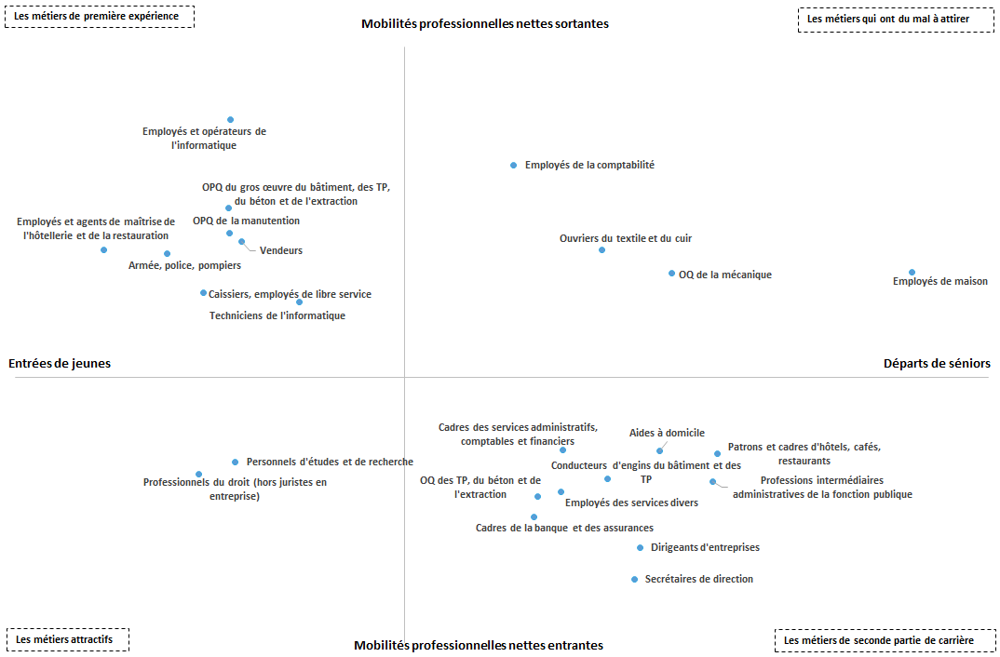 Les métiers de première expérience
Mobilités professionnelles nettes sortantes
Les métiers qui ont du mal à attirer
Employés et opérateurs de
l'informatique
Employés de la comptabilité
OPQ du gros œuvre du bâtiment, des TP,
du béton et de l'extraction
Employés et agents de maîtrise de
l'hôtellerie et de la restauration
OPQ de la manutention
Vendeurs
Armée, police, pompiers
Ouvriers du textile et du cuir
OQ de la mécanique
Employés de maison
Caissiers, employés de libre service
Techniciens de l'informatique
Entrées de jeunes
Départs de séniors
Cadres des services administratifs,
comptables et financiers
Aides à domicile
Patrons et cadres d'hôtels, cafés,
restaurants
Personnels d'études et de recherche
Conducteurs d'engins du bâtiment et des
TP
Professionnels du droit (hors juristes en
entreprise)
OQ des TP, du béton et de
l'extraction
Professions intermédiaires
administratives de la fonction publique
Employés des services divers
Cadres de la banque et des assurances
Dirigeants d'entreprises
Secrétaires de direction
Les métiers attractifs
Mobilités professionnelles nettes entrantes
Les métiers de seconde partie de carrière